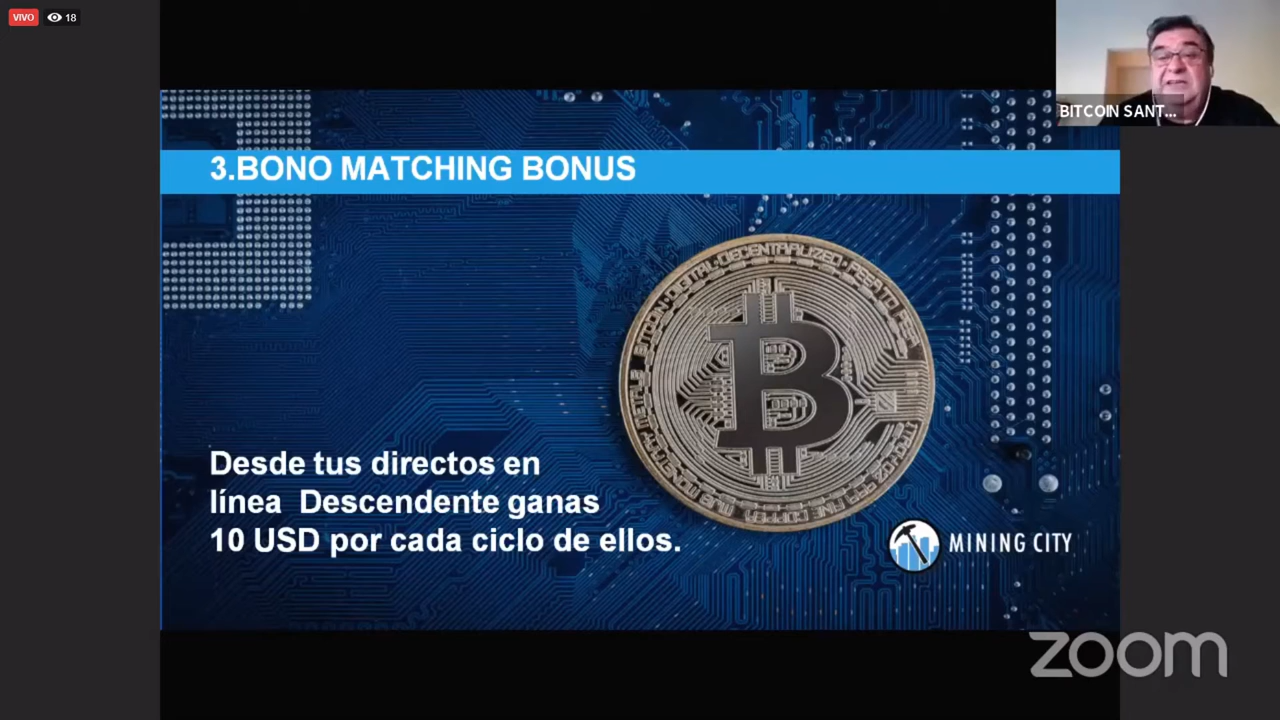 VIVO 18
BITCOIN SANT...
3.BONO MATCHING BONUS
Desde tus directos en
línea Descendente ganas
10 USD por cada ciclo de ellos.
MINING CITY
zoom